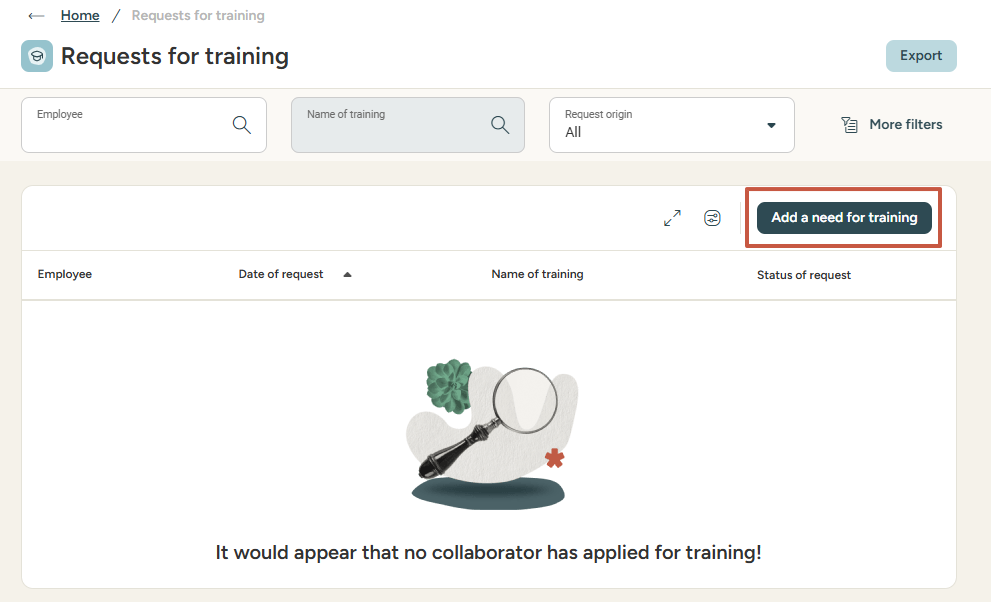 Home / Requests for training
Requests for training
Export
Employee
Name of training
Request origin
All
More filters
Add a need for training
Employee
Date of request
Name of training
Status of request
It would appear that no collaborator has applied for training!